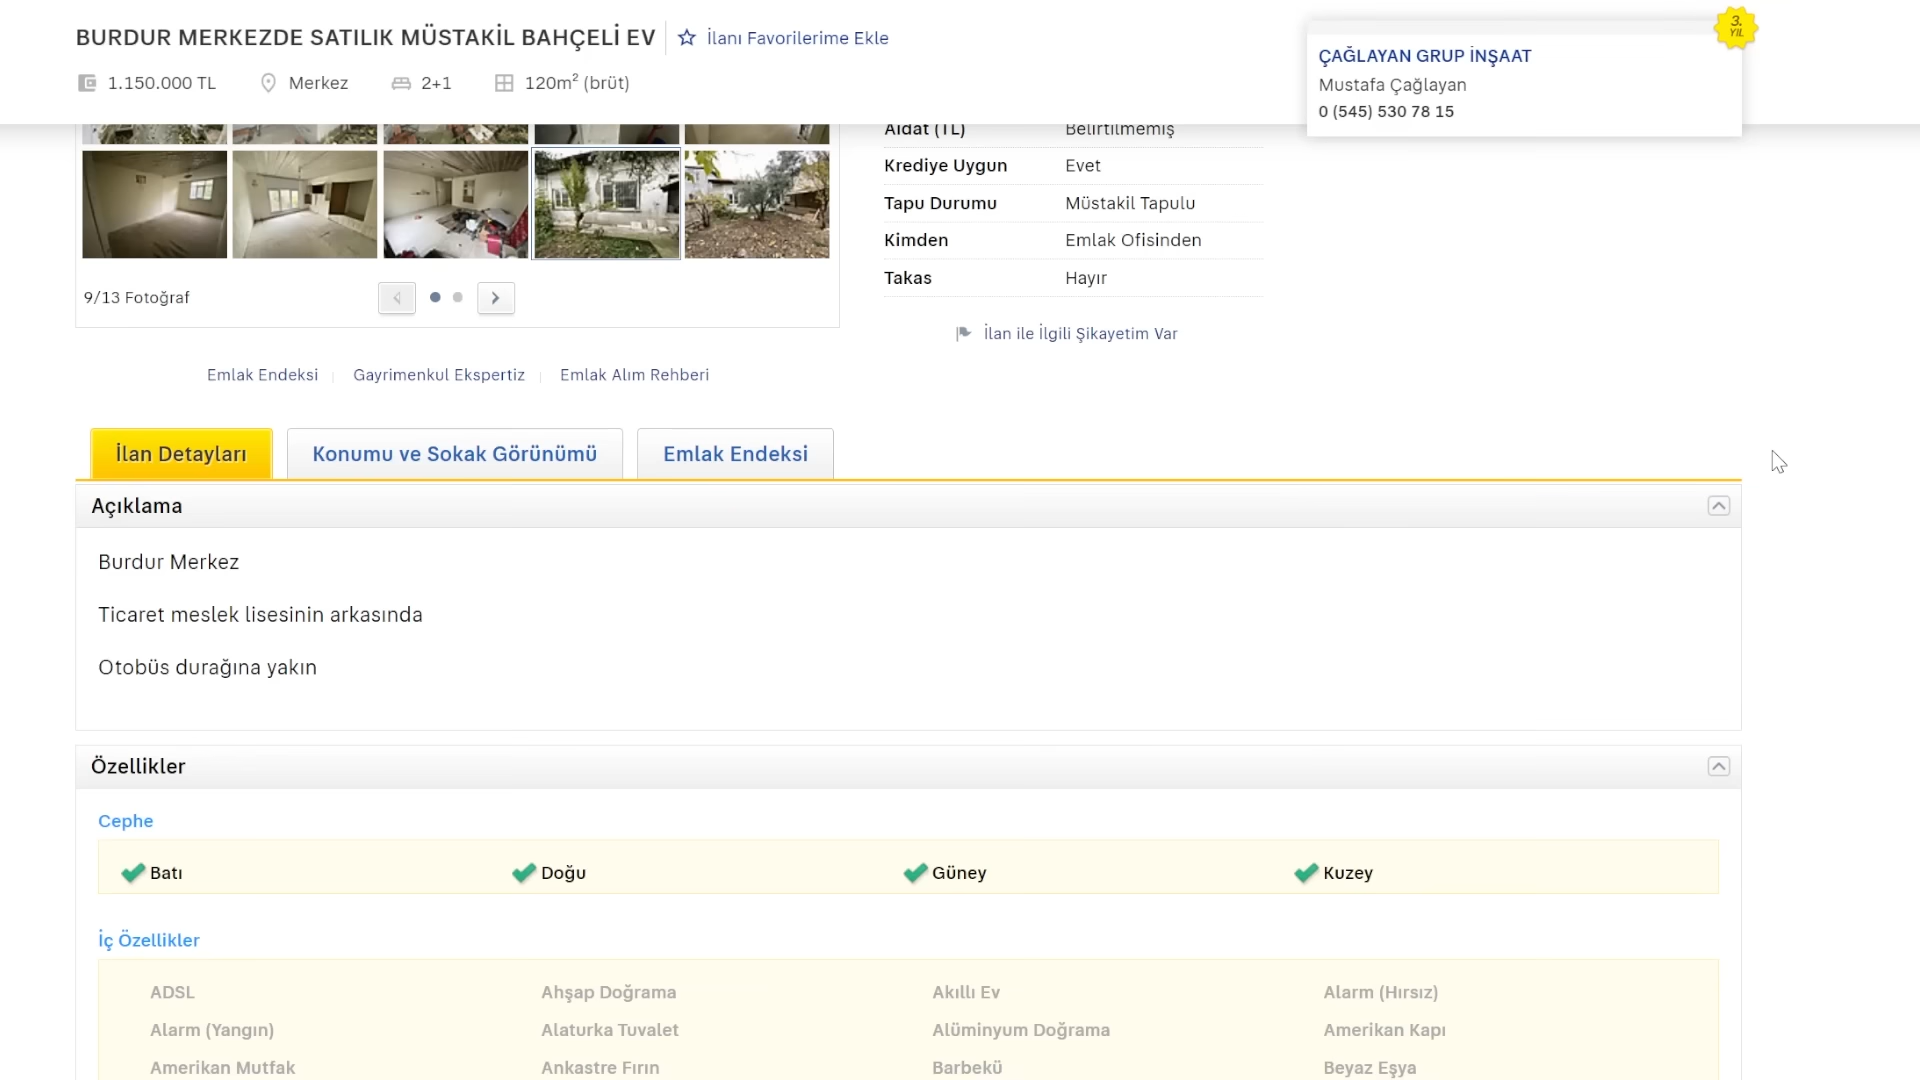 BURDUR MERKEZDE SATILIK MÜSTAKİL BAHÇELİ EV
İlanı Favorilerime Ekle
1.150.000 TL
Merkez
2+1
120m² (brüt)
3. YIL
ÇAĞLAYAN GRUP İNŞAAT
Mustafa Çağlayan
0 (545) 530 78 15
Aidat (TL) Belirtilmemiş
Krediye Uygun Evet
Tapu Durumu Müstakil Tapulu
Kimden Emlak Ofisinden
Takas Hayır
9/13 Fotoğraf
İlan ile İlgili Şikayetim Var
Emlak Endeksi Gayrimenkul Ekspertiz Emlak Alım Rehberi
İlan Detayları Konumu ve Sokak Görünümü Emlak Endeksi
Açıklama
Burdur Merkez
Ticaret meslek lisesinin arkasında
Otobüs durağına yakın
Özellikler
Cephe
Batı Doğu Güney Kuzey
İç Özellikler
ADSL Ahşap Doğrama Akıllı Ev Alarm (Hırsız)
Alarm (Yangın) Alaturka Tuvalet Alüminyum Doğrama Amerikan Kapı
Amerikan Mutfak Ankastre Fırın Barbekü Beyaz Eşya